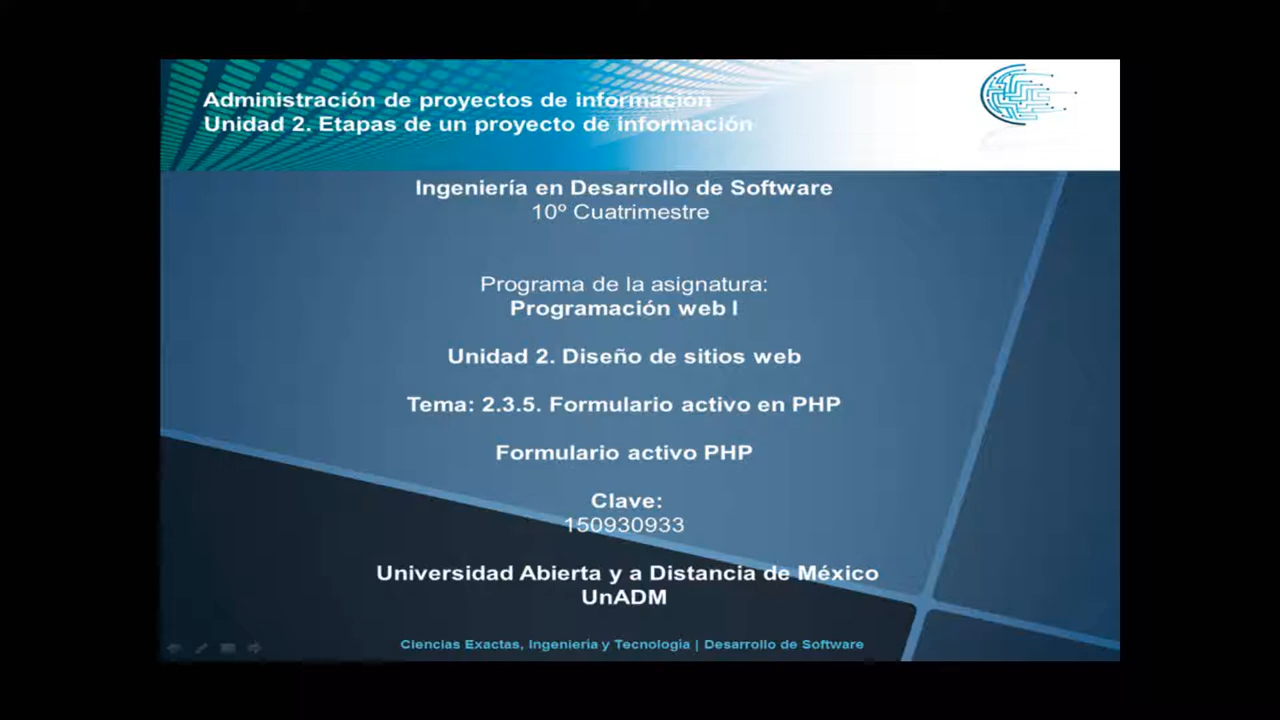 Administración de proyectos de información
Unidad 2. Etapas de un proyecto de información
Ingeniería en Desarrollo de Software
10º Cuatrimestre
Programa de la asignatura:
Programación web I
Unidad 2. Diseño de sitios web
Tema: 2.3.5. Formulario activo en PHP
Formulario activo PHP
Clave:
150930933
Universidad Abierta y a Distancia de México
UnADM
Ciencias Exactas, Ingeniería y Tecnología | Desarrollo de Software